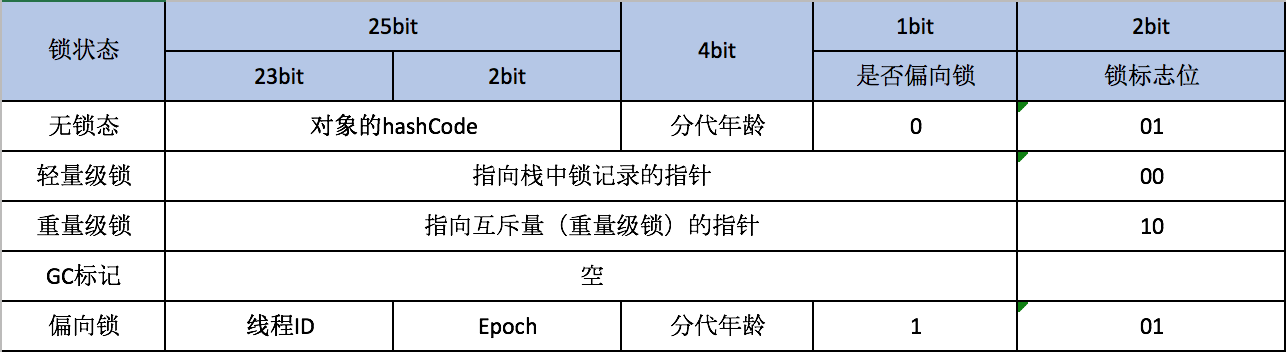 锁状态 25bit 4bit 1bit 2bit
23bit 2bit 是否偏向锁 锁标志位
无锁态 对象的hashCode 分代年龄 0 01
轻量级锁 指向栈中锁记录的指针 00
重量级锁 指向互斥量（重量级锁）的指针 10
GC标记 空
偏向锁 线程ID Epoch 分代年龄 1 01